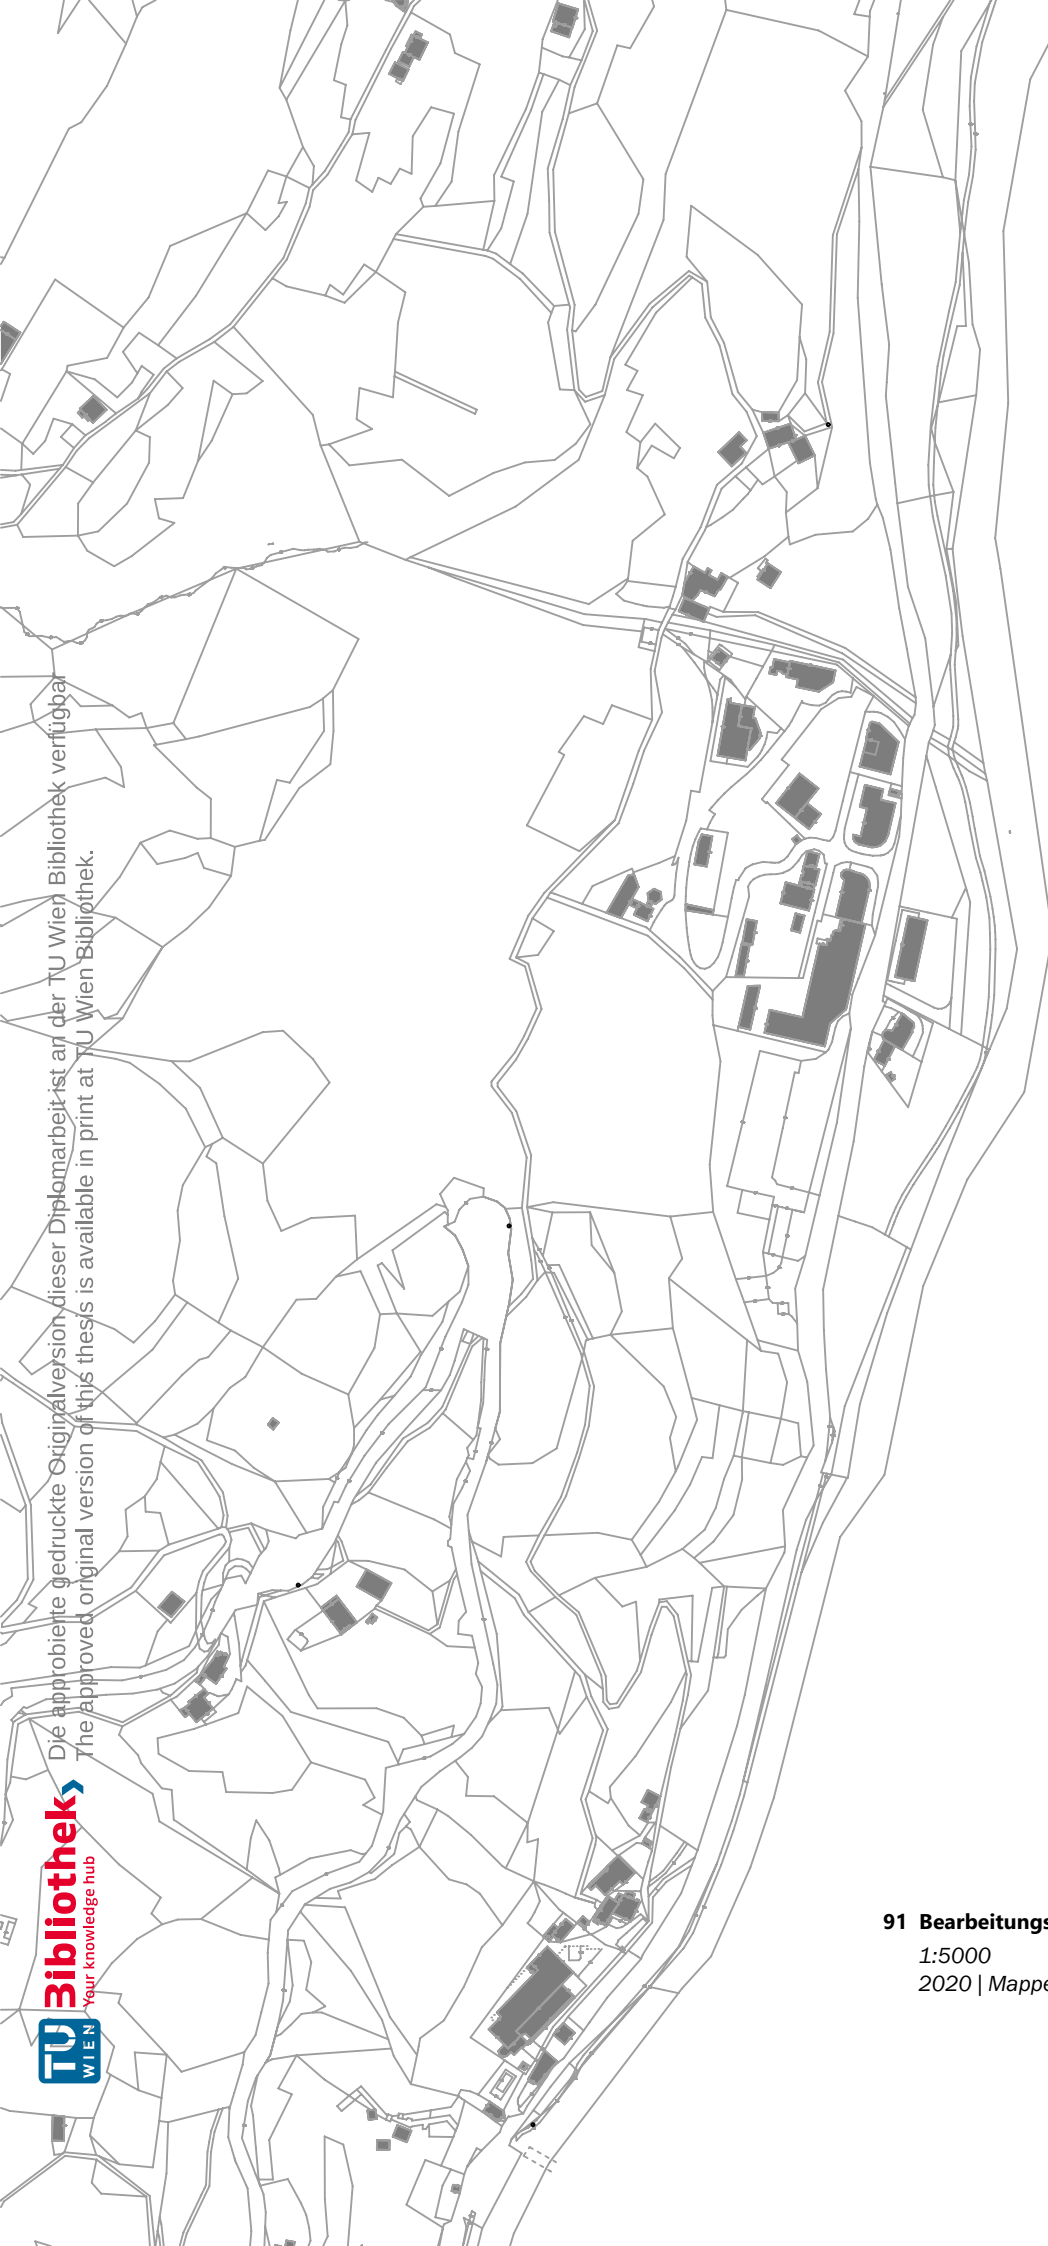 Die approbierte gedruckte Originalversion dieser Diplomarbeit ist an der TU Wien Bibliothek verfügbar
The approved original version of this thesis is available in print at TU Wien Bibliothek.
Bibliothek
Your knowledge hub
TU
WIEN
91 Bearbeitungs
1:5000
2020 | Mappe